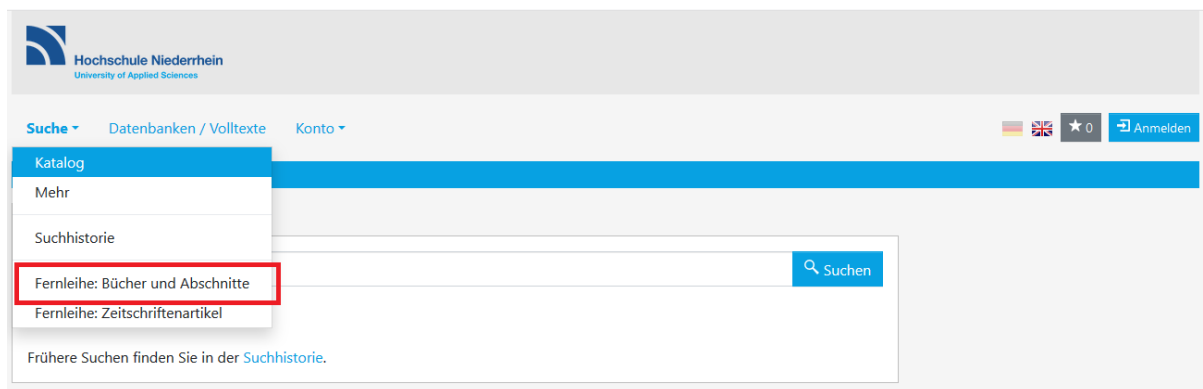 Hochschule Niederrhein
University of Applied Sciences
Suche Datenbanken / Volltexte Konto 0 Anmelden
Katalog
Mehr
Suchhistorie
Suchen
Fernleihe: Bücher und Abschnitte
Fernleihe: Zeitschriftenartikel
Frühere Suchen finden Sie in der Suchhistorie.